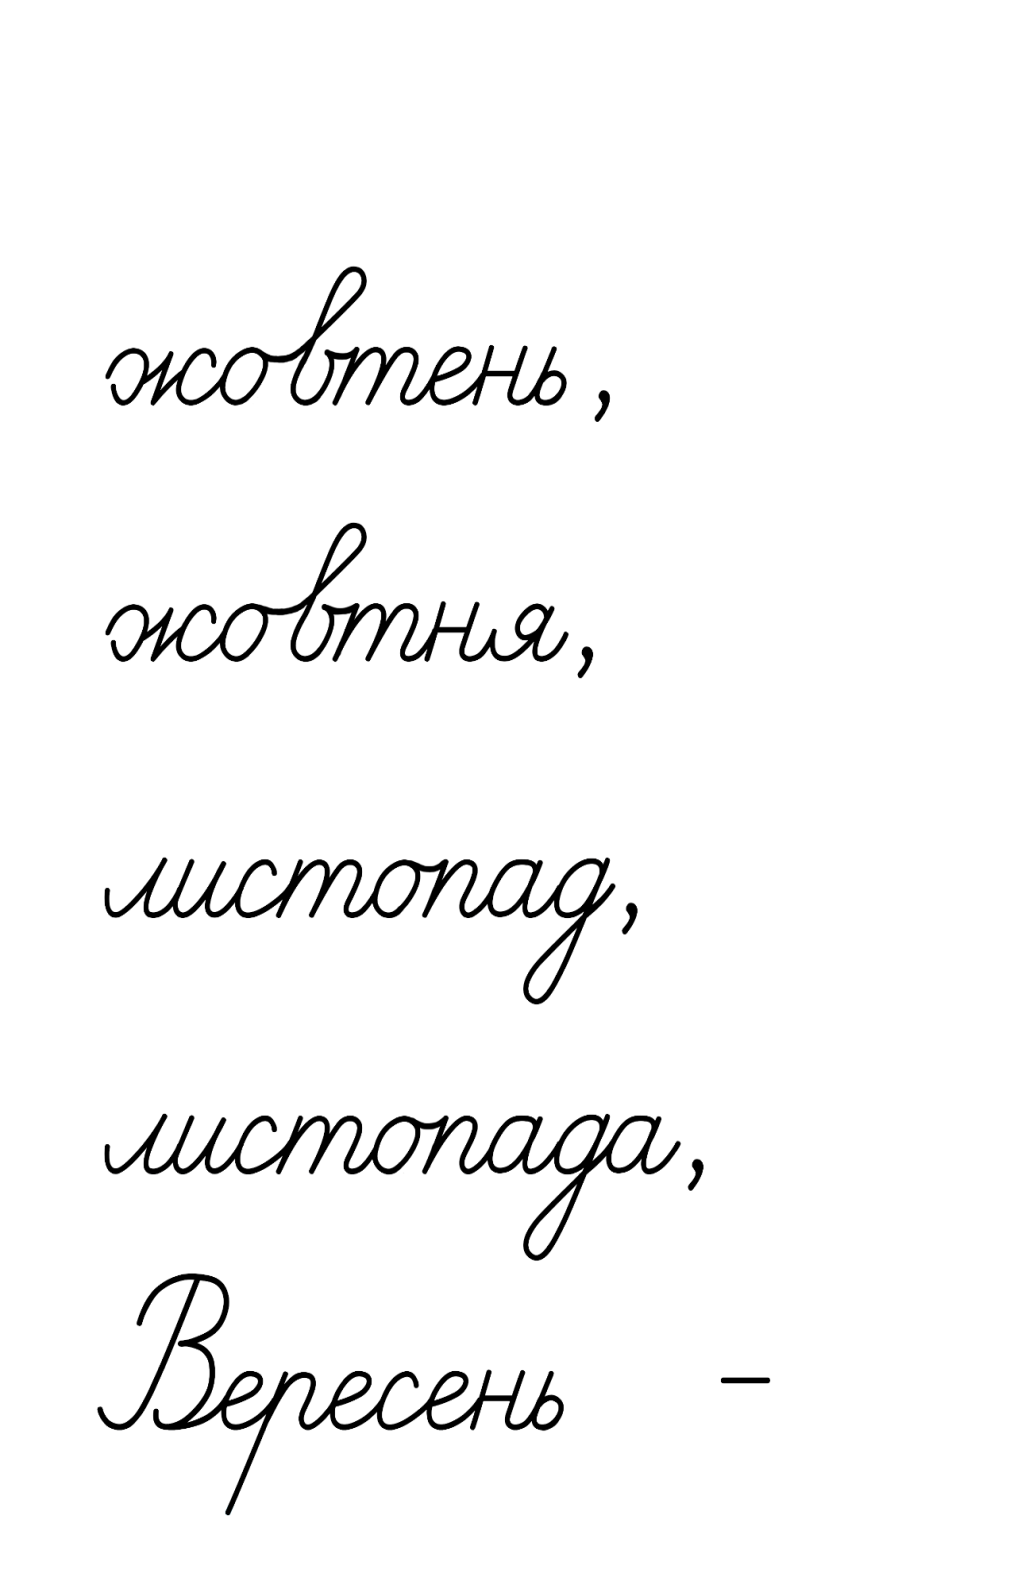 жовтень,
жовтня,
листопад,
листопада,
Вересень –